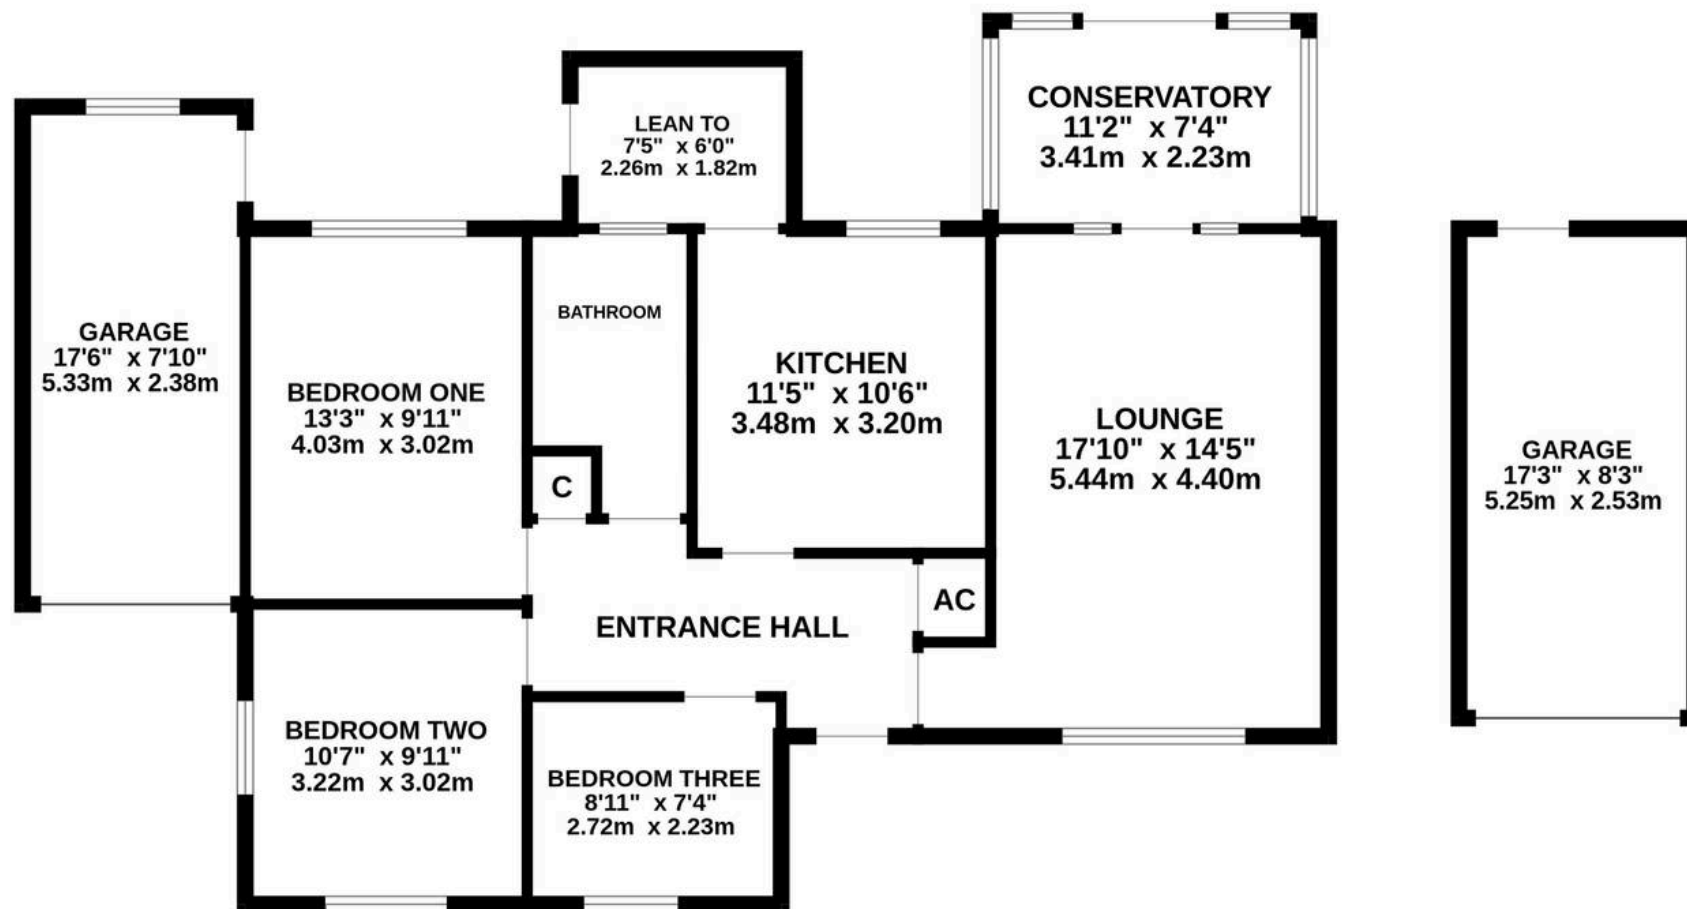 CONSERVATORY
11'2" x 7'4"
3.41m x 2.23m
LEAN TO
7'5" x 6'0"
2.26m x 1.82m
GARAGE
17'6" x 7'10"
5.33m x 2.38m
BEDROOM ONE
13'3" x 9'11"
4.03m x 3.02m
BATHROOM
KITCHEN
11'5" x 10'6"
3.48m x 3.20m
LOUNGE
17'10" x 14'5"
5.44m x 4.40m
GARAGE
17'3" x 8'3"
5.25m x 2.53m
C
AC
ENTRANCE HALL
BEDROOM TWO
10'7" x 9'11"
3.22m x 3.02m
BEDROOM THREE
8'11" x 7'4"
2.72m x 2.23m